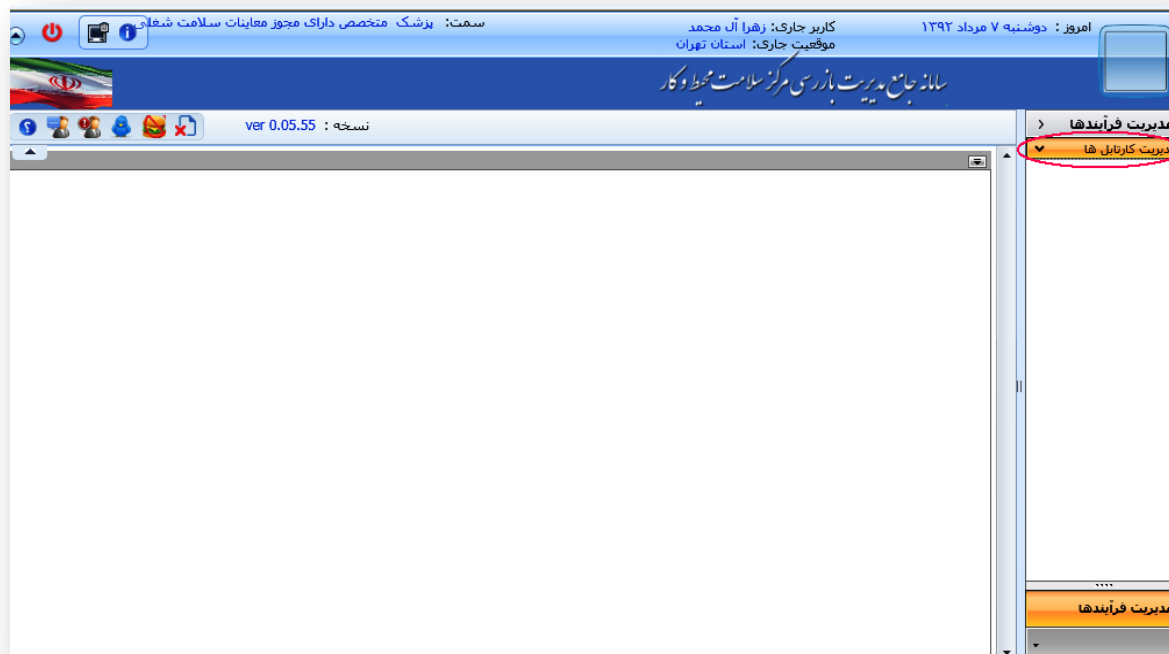 امروز : دوشنبه ۷ مرداد ۱۳۹۲
کاربر جاری: زهرا آل محمد
موقعیت جاری: استان تهران
سمت: پزشک متخصص دارای مجوز معاینات سلامت شغلی
سامانه جامع مدیریت بازرسی مرکز سلامت محیط و کار
نسخه : ver 0.05.55
مدیریت فرآیندها
مدیریت کارتابل ها
مدیریت فرآیندها